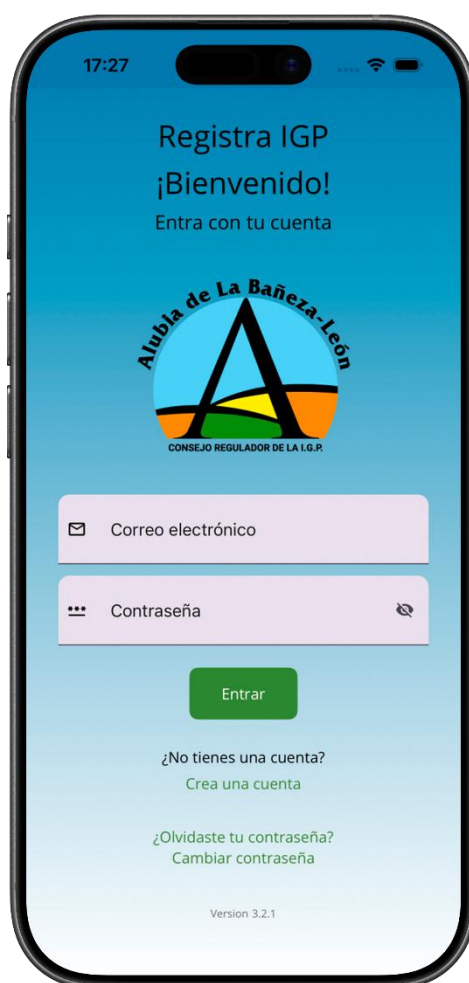 17:27
Registra IGP
¡Bienvenido!
Entra con tu cuenta
Alubia de La Bañeza-León
CONSEJO REGULADOR DE LA I.G.P.
Correo electrónico
Contraseña
Entrar
¿No tienes una cuenta?
Crea una cuenta
¿Olvidaste tu contraseña?
Cambiar contraseña
Version 3.2.1